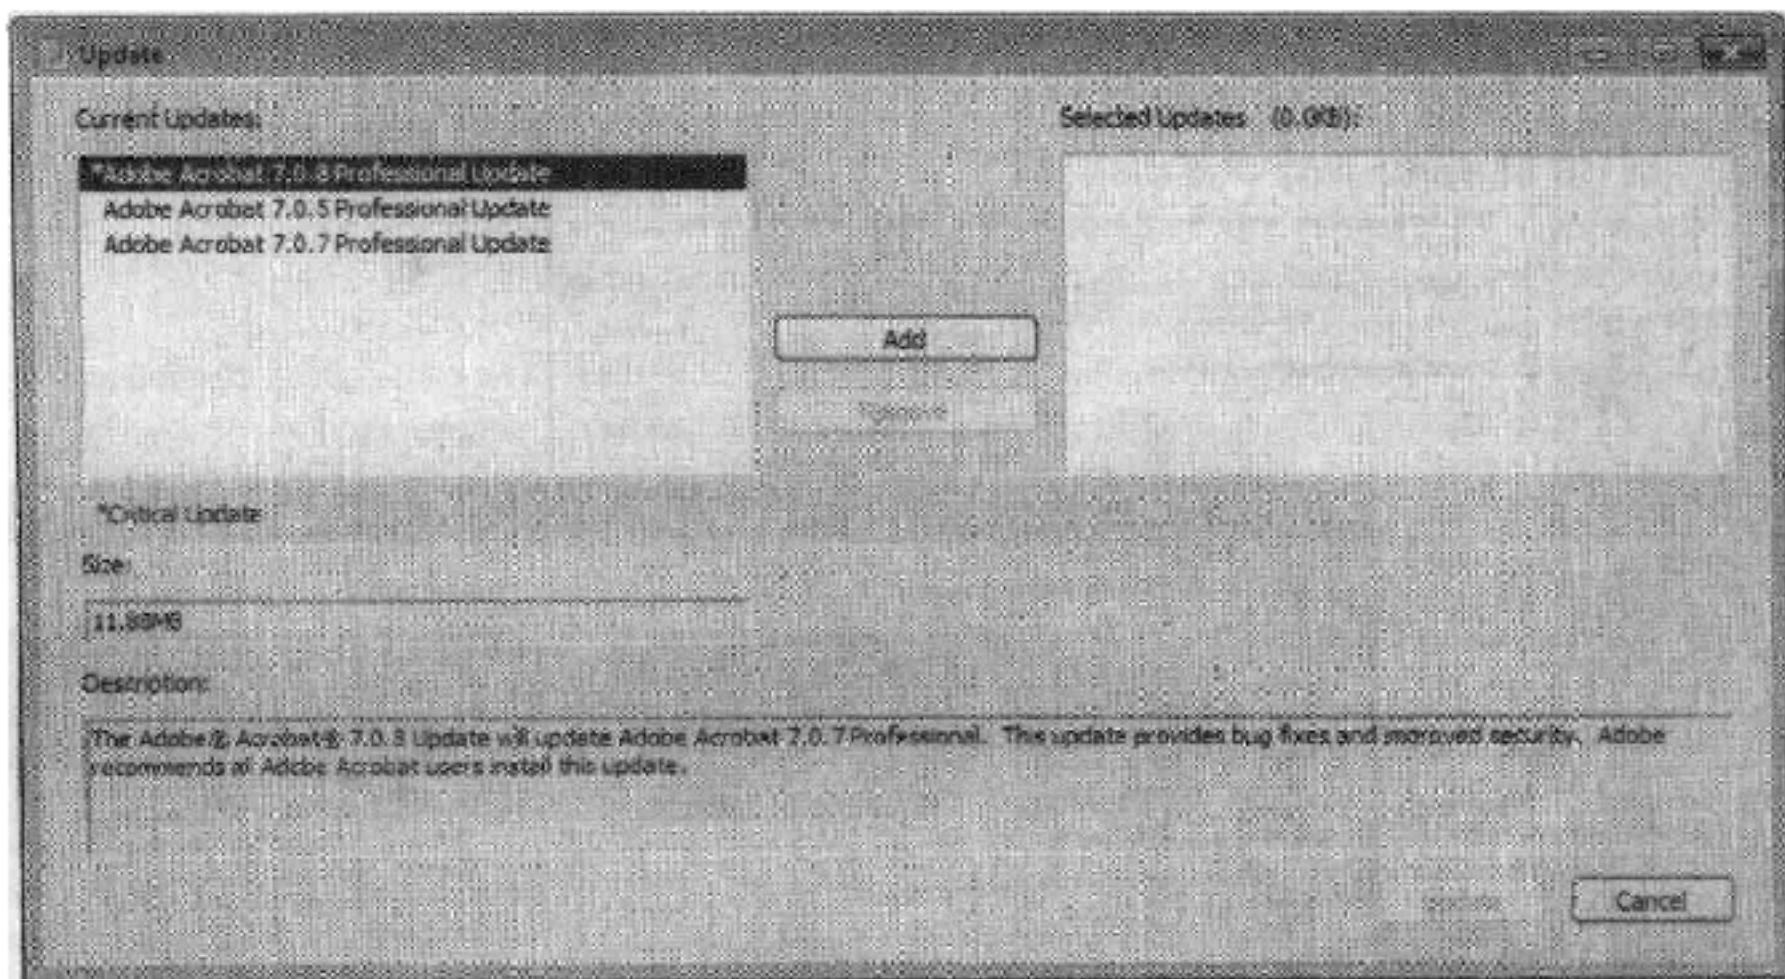 Update
Current Updates:
Selected Updates (0.0KB):
*Adobe Acrobat 7.0.8 Professional Update
Adobe Acrobat 7.0.5 Professional Update
Adobe Acrobat 7.0.7 Professional Update
Add
Remove
*Critical Update
Size:
11.88MB
Description:
The Adobe® Acrobat® 7.0.8 Update will update Adobe Acrobat 7.0.7 Professional. This update provides bug fixes and improved security. Adobe
recommends all Adobe Acrobat users install this update.
Update
Cancel